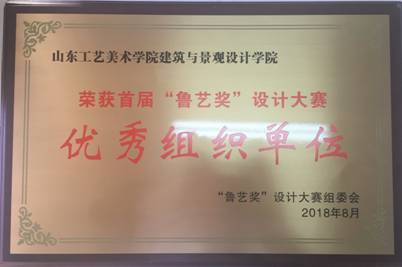 山东工艺美术学院建筑与景观设计学院
荣获首届“鲁艺奖”设计大赛
优秀组织单位
“鲁艺奖”设计大赛组委会
2018年8月